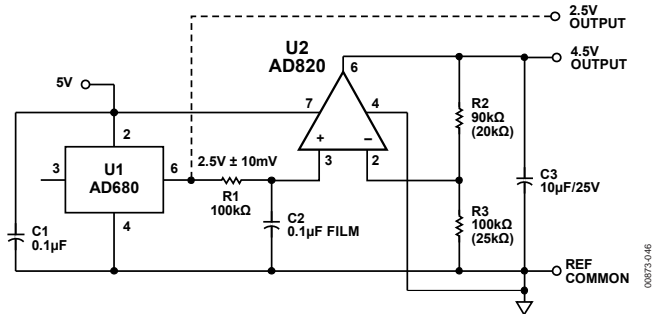 2.5V
OUTPUT
U2
AD820
4.5V
OUTPUT
6
5V
7
4
R2
90kΩ
(20kΩ)
2
+
–
U1
AD680
3
6
2.5V ± 10mV
3
2
R1
100kΩ
C3
10µF/25V
4
C1
0.1µF
C2
0.1µF FILM
R3
100kΩ
(25kΩ)
REF
COMMON
00873-046